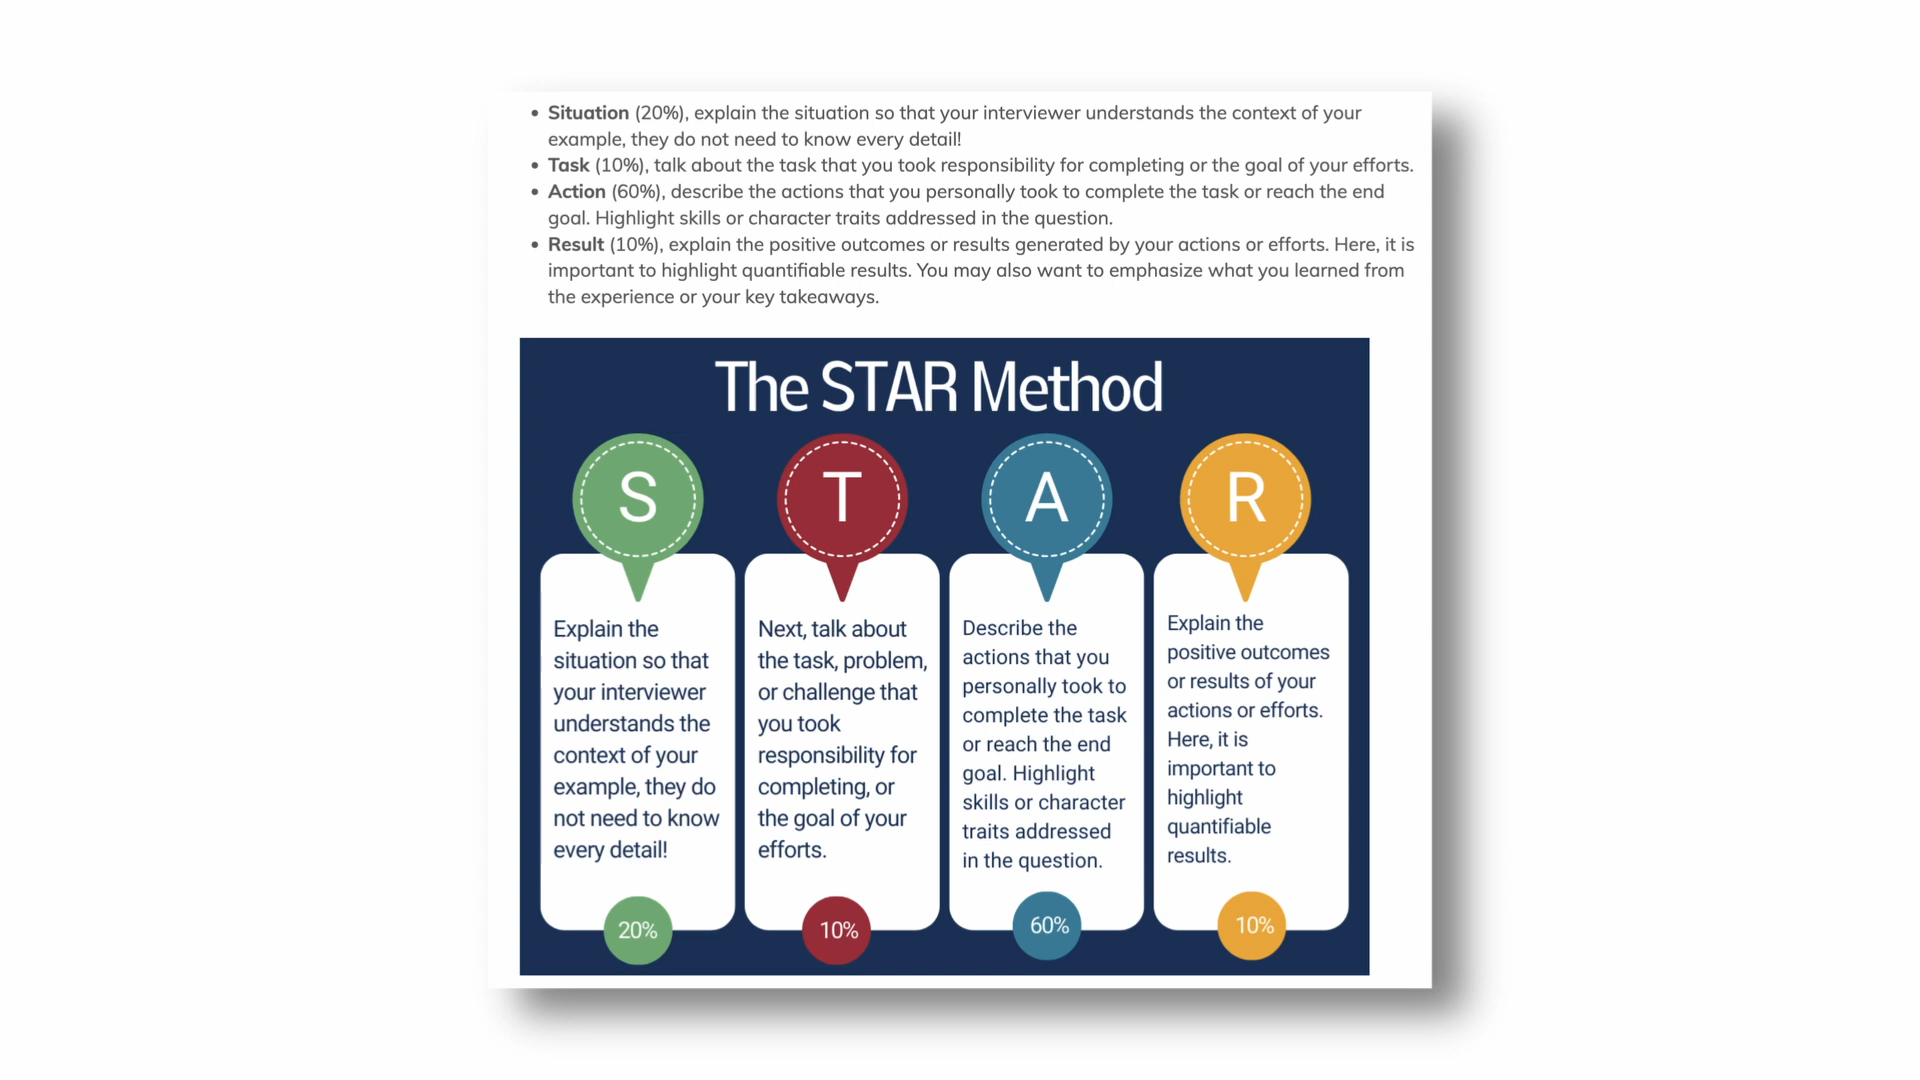 • Situation (20%), explain the situation so that your interviewer understands the context of your
example, they do not need to know every detail!
• Task (10%), talk about the task that you took responsibility for completing or the goal of your efforts.
• Action (60%), describe the actions that you personally took to complete the task or reach the end
goal. Highlight skills or character traits addressed in the question.
• Result (10%), explain the positive outcomes or results generated by your actions or efforts. Here, it is
important to highlight quantifiable results. You may also want to emphasize what you learned from
the experience or your key takeaways.
The STAR Method
S
Explain the
situation so that
your interviewer
understands the
context of your
example, they do
not need to know
every detail!
20%
T
Next, talk about
the task, problem,
or challenge that
you took
responsibility for
completing, or
the goal of your
efforts.
10%
A
Describe the
actions that you
personally took to
complete the task
or reach the end
goal. Highlight
skills or character
traits addressed
in the question.
60%
R
Explain the
positive outcomes
or results of your
actions or efforts.
Here, it is
important to
highlight
quantifiable
results.
10%